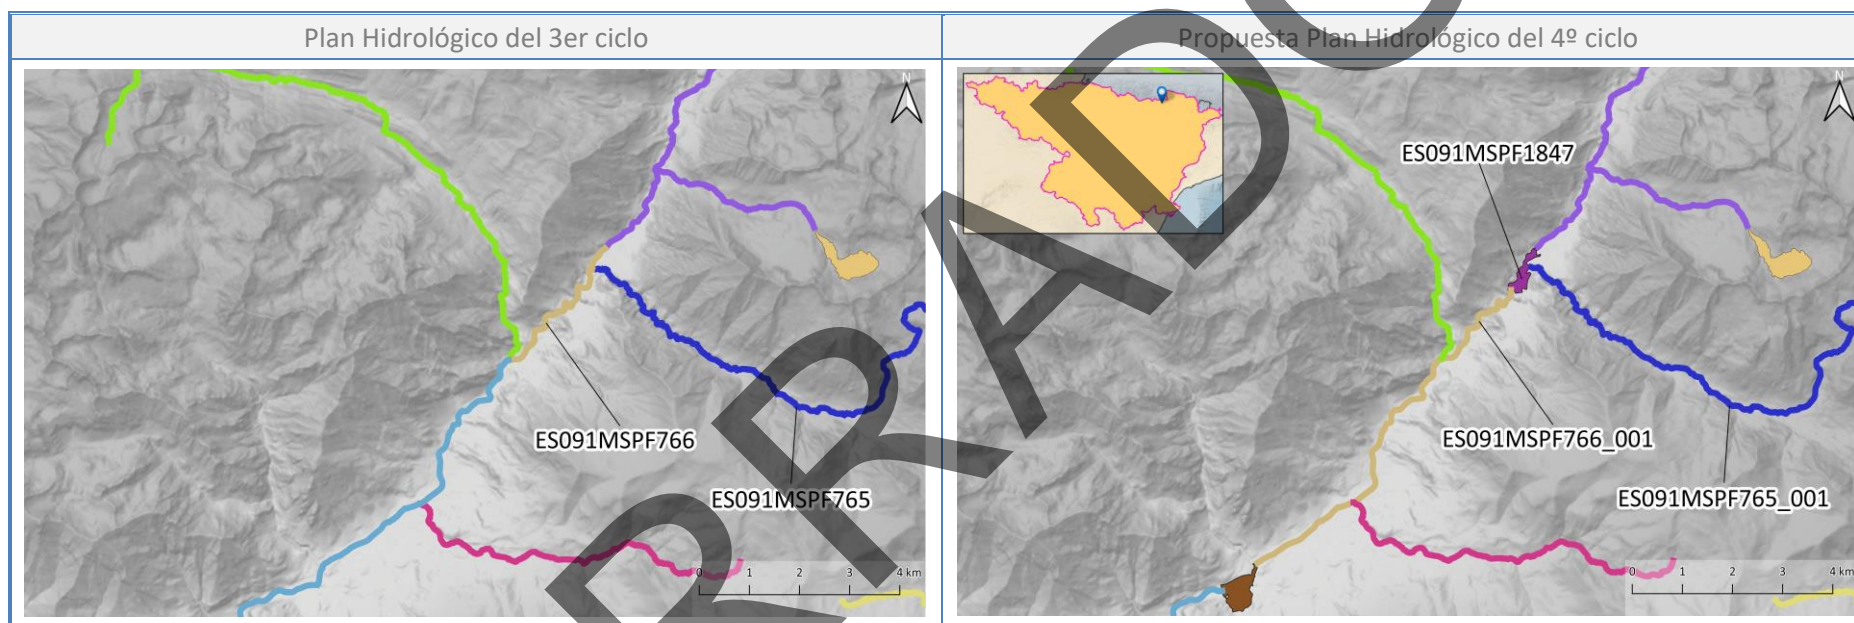 Plan Hidrológico del 3er ciclo
Propuesta Plan Hidrológico del 4º ciclo
N
ES091MSPF766
ES091MSPF765
0 1 2 3 4 km
N
ES091MSPF1847
ES091MSPF766_001
ES091MSPF765_001
0 1 2 3 4 km
RRADO